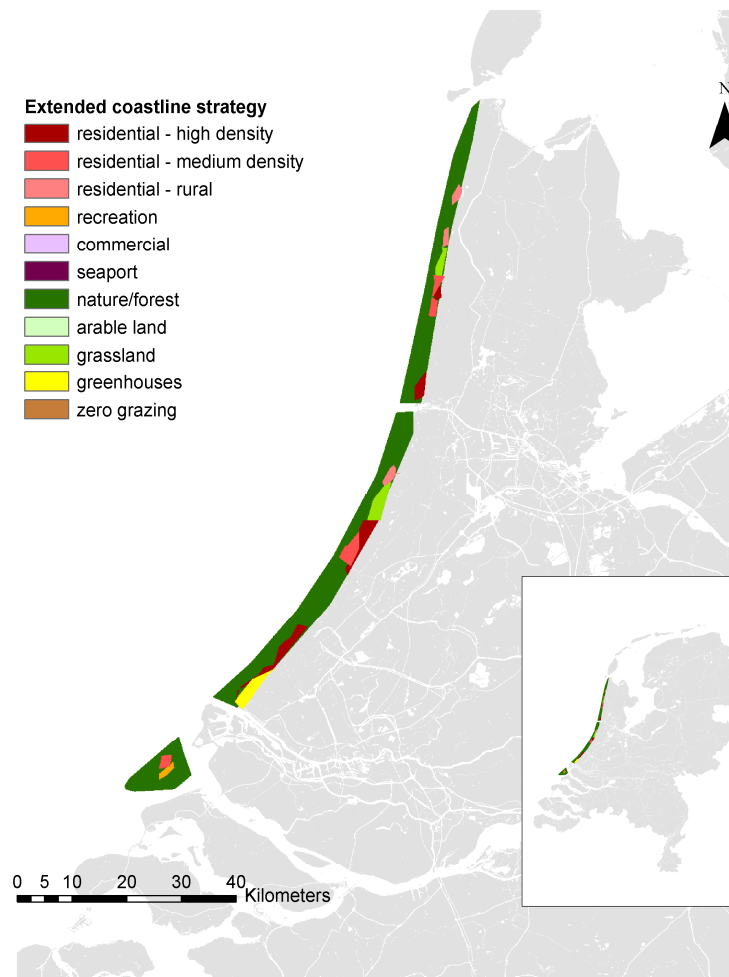 N
Extended coastline strategy
residential - high density
residential - medium density
residential - rural
recreation
commercial
seaport
nature/forest
arable land
grassland
greenhouses
zero grazing
0 5 10 20 30 40
Kilometers